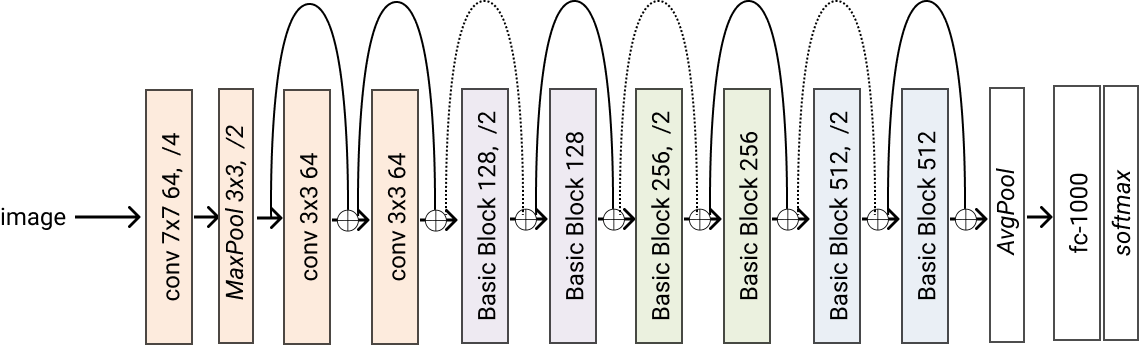 image
conv 7x7 64, /4
MaxPool 3x3, /2
conv 3x3 64
conv 3x3 64
Basic Block 128, /2
Basic Block 128
Basic Block 256, /2
Basic Block 256
Basic Block 512, /2
Basic Block 512
AvgPool
fc-1000
softmax